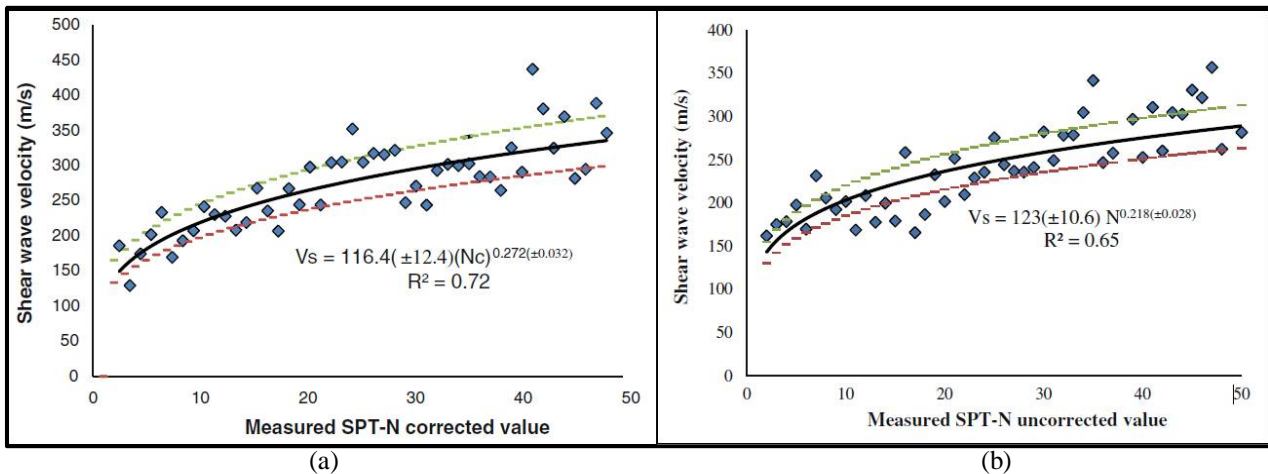 500
450
400
350
300
250
200
150
100
50
0
Shear wave velocity (m/s)
Vs = 116.4(±12.4)(Nc)^0.272(±0.032)
R² = 0.72
0 10 20 30 40 50
Measured SPT-N corrected value
(a)
400
350
300
250
200
150
100
50
0
Shear wave velocity (m/s)
Vs = 123(±10.6) N^0.218(±0.028)
R² = 0.65
0 10 20 30 40 50
Measured SPT-N uncorrected value
(b)